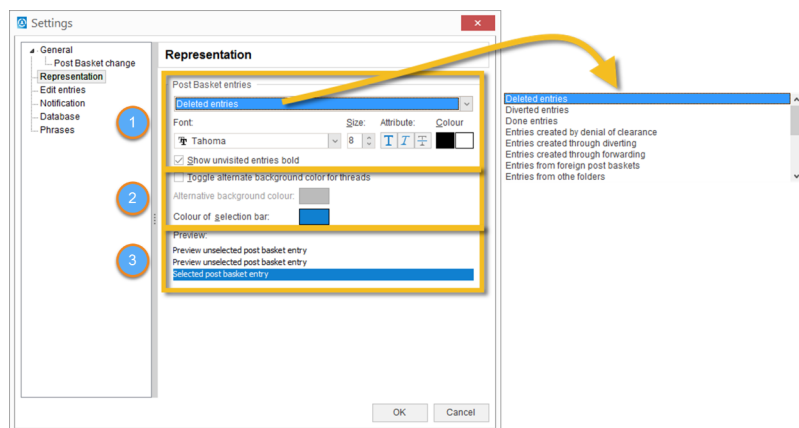 Settings
General
Post Basket change
Representation
Edit entries
Notification
Database
Phrases
Representation
Post Basket entries
Deleted entries
Font: Size: Attribute: Colour
Tahoma 8 T T T
Show unvisited entries bold
Toggle alternate background color for threads
Alternative background colour:
Colour of selection bar:
Preview:
Preview unselected post basket entry
Preview unselected post basket entry
Selected post basket entry
1
2
3
OK Cancel
Deleted entries
Diverted entries
Done entries
Entries created by denial of clearance
Entries created through diverting
Entries created through forwarding
Entries from foreign post baskets
Entries from othe folders